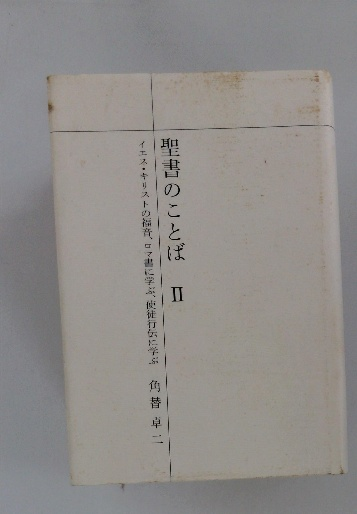 聖書のことば Ⅱ
イエス・キリストの福音、ロマ書に学ぶ、使徒行伝に学ぶ
角替卓二